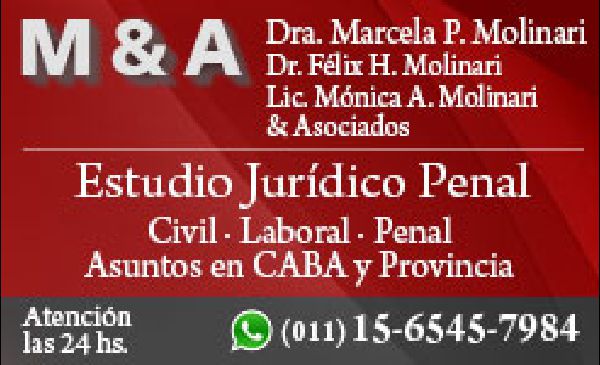 M & A
Dra. Marcela P. Molinari
Dr. Félix H. Molinari
Lic. Mónica A. Molinari
& Asociados
Estudio Jurídico Penal
Civil · Laboral · Penal
Asuntos en CABA y Provincia
Atención
las 24 hs.
(011) 15-6545-7984